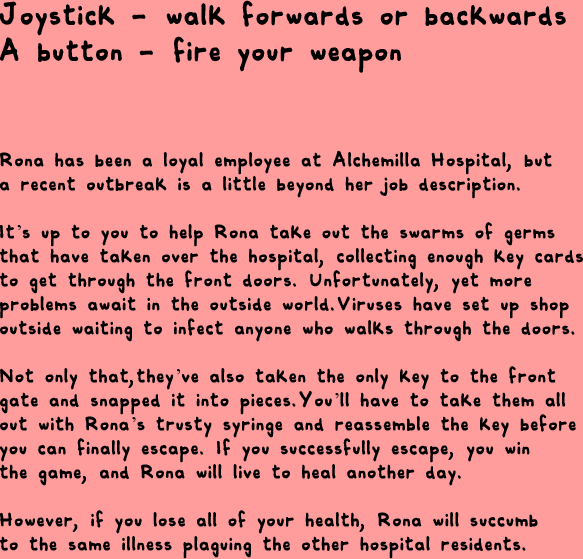 Joystick - walk forwards or backwards
A button - fire your weapon
Rona has been a loyal employee at Alchemilla Hospital, but
a recent outbreak is a little beyond her job description.
It's up to you to help Rona take out the swarms of germs
that have taken over the hospital, collecting enough key cards
to get through the front doors. Unfortunately, yet more
problems await in the outside world.Viruses have set up shop
outside waiting to infect anyone who walks through the doors.
Not only that,they've also taken the only key to the front
gate and snapped it into pieces.You'll have to take them all
out with Rona's trusty syringe and reassemble the key before
you can finally escape. If you successfully escape, you win
the game, and Rona will live to heal another day.
However, if you lose all of your health, Rona will succumb
to the same illness plaguing the other hospital residents.